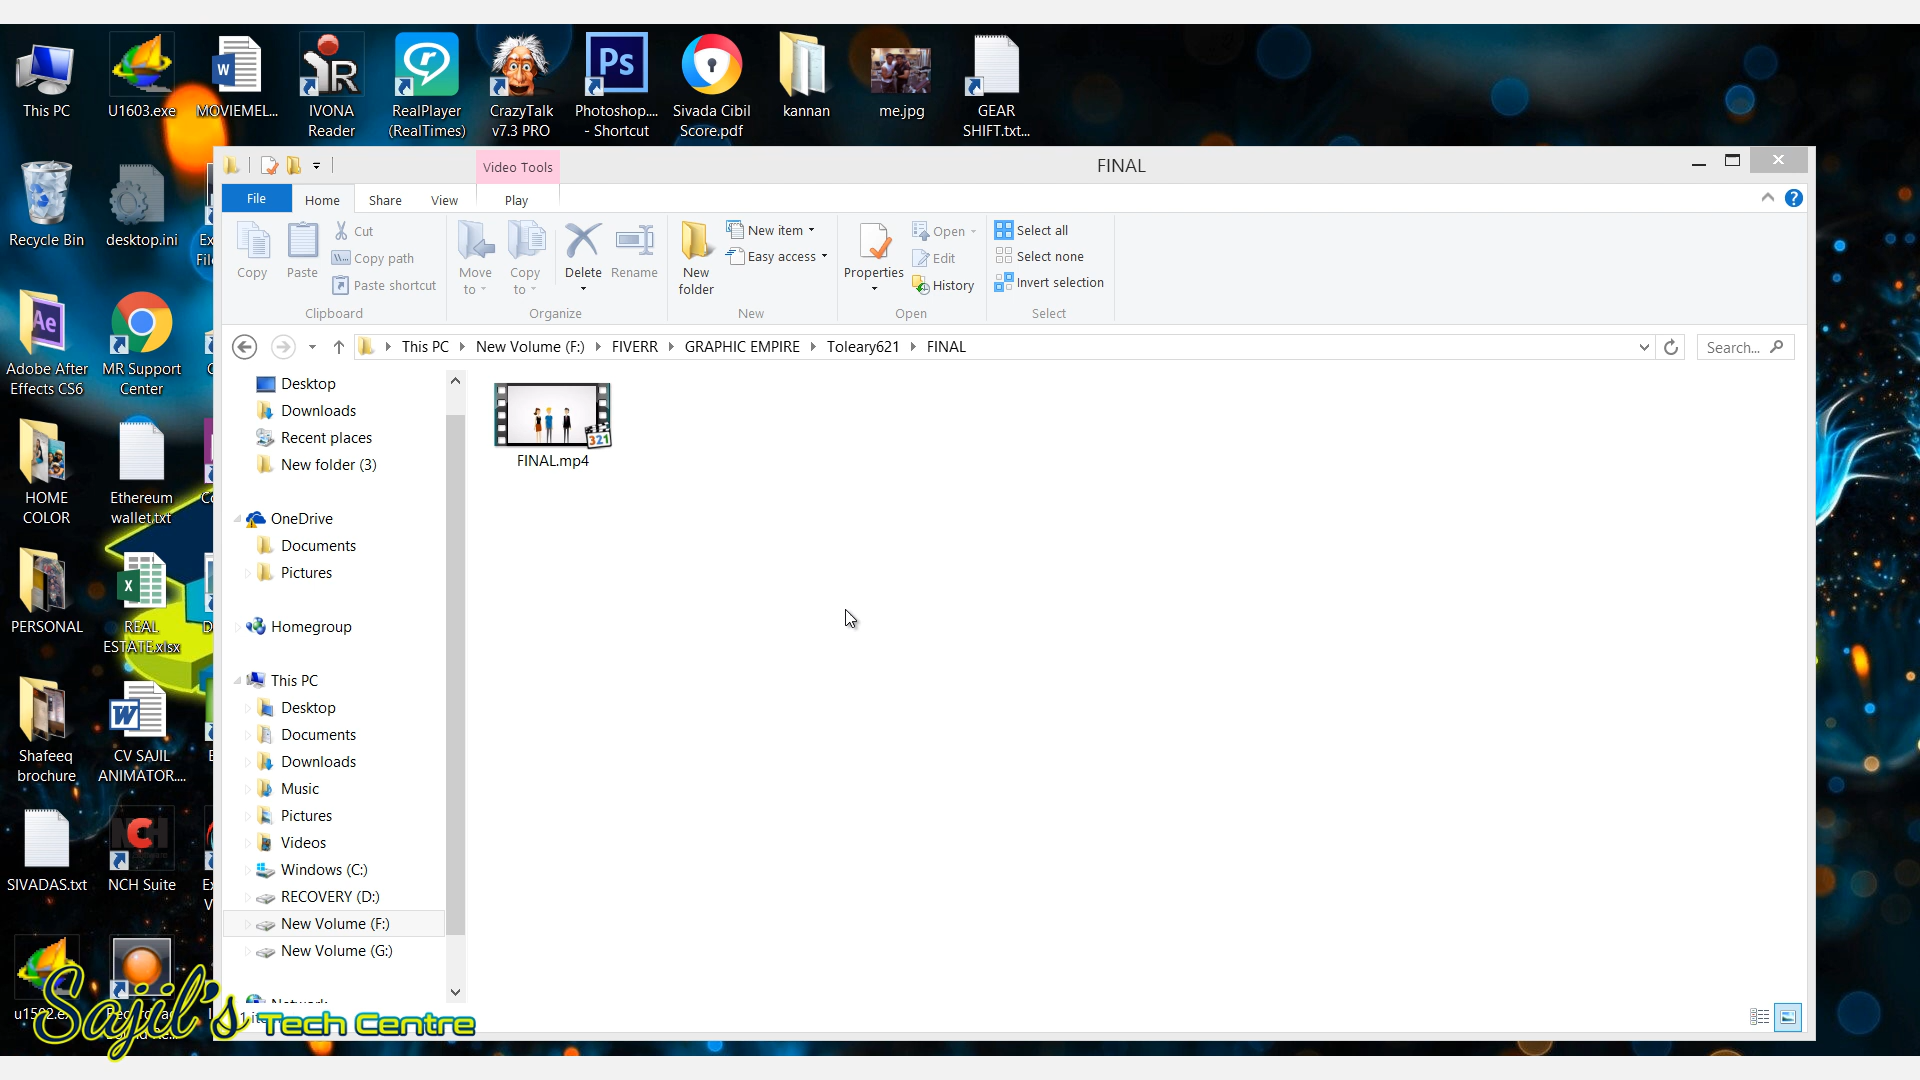 This PC
U1603.exe
MOVIEMEL...
IVONA
Reader
RealPlayer
(RealTimes)
CrazyTalk
v7.3 PRO
Ps
Photoshop....
- Shortcut
Sivada Cibil
Score.pdf
kannan
me.jpg
GEAR
SHIFT.txt...
Recycle Bin
desktop.ini
Adobe After
Effects CS6
MR Support
Center
HOME
COLOR
Ethereum
wallet.txt
PERSONAL
REAL
ESTATE.xlsx
Shafeeq
brochure
CV SAJIL
ANIMATOR....
SIVADAS.txt
NCH Suite
Video Tools
FINAL
File
Home
Share
View
Play
Copy
Paste
Cut
Copy path
Paste shortcut
Clipboard
Move
to
Copy
to
Delete
Rename
Organize
New
folder
New item
Easy access
New
Properties
Open
Edit
History
Open
Select all
Select none
Invert selection
Select
This PC
New Volume (F:)
FIVERR
GRAPHIC EMPIRE
Toleary621
FINAL
Search...
Desktop
Downloads
Recent places
New folder (3)
OneDrive
Documents
Pictures
Homegroup
This PC
Desktop
Documents
Downloads
Music
Pictures
Videos
Windows (C:)
RECOVERY (D:)
New Volume (F:)
New Volume (G:)
321
FINAL.mp4
Sajil's
Tech Centre